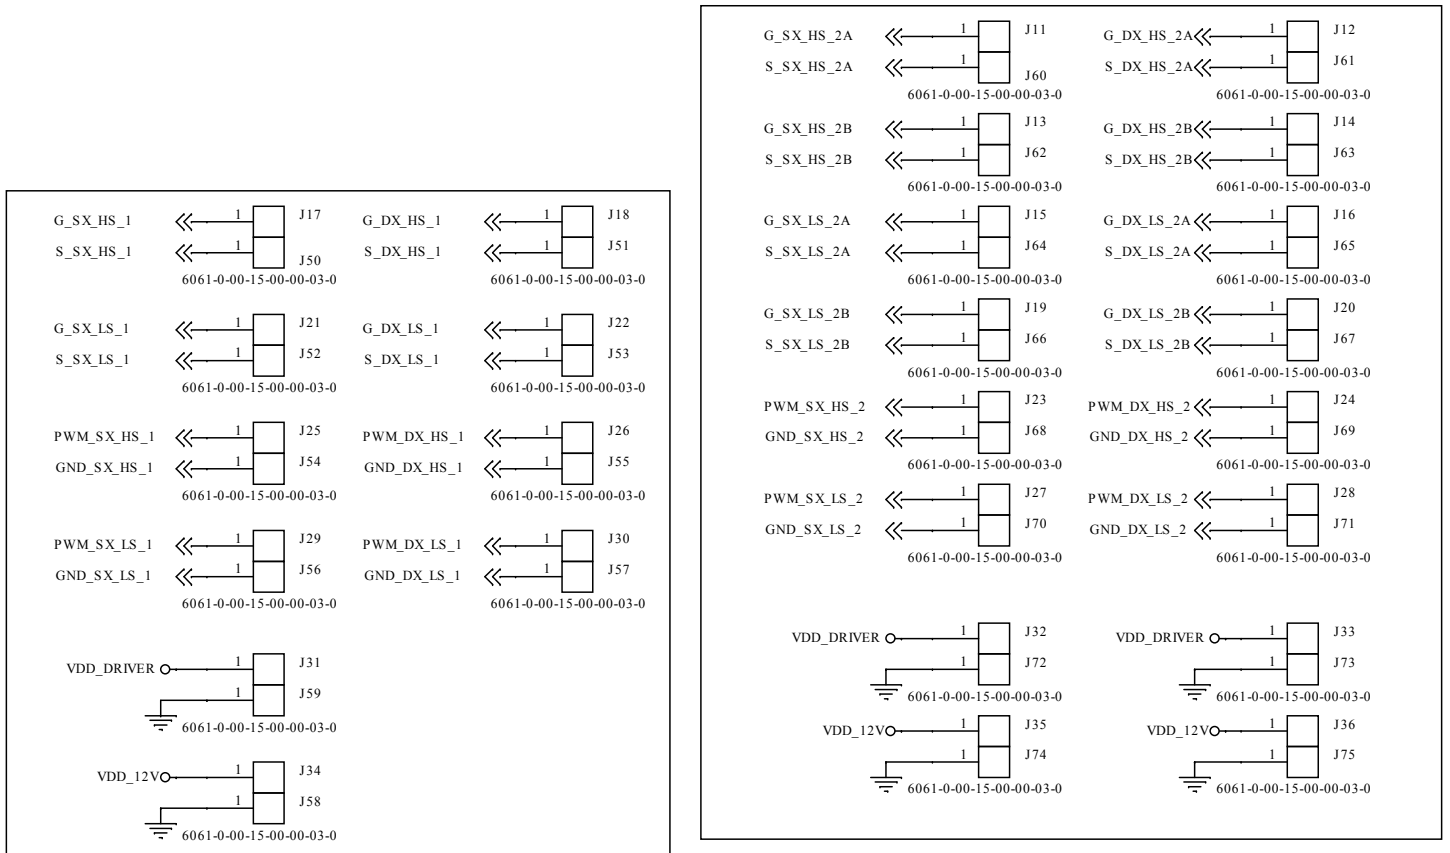 G_SX_HS_1 1 J17 G_DX_HS_1 1 J18
S_SX_HS_1 1 J50 S_DX_HS_1 1 J51
6061-0-00-15-00-00-03-0 6061-0-00-15-00-00-03-0
G_SX_LS_1 1 J21 G_DX_LS_1 1 J22
S_SX_LS_1 1 J52 S_DX_LS_1 1 J53
6061-0-00-15-00-00-03-0 6061-0-00-15-00-00-03-0
PWM_SX_HS_1 1 J25 PWM_DX_HS_1 1 J26
GND_SX_HS_1 1 J54 GND_DX_HS_1 1 J55
6061-0-00-15-00-00-03-0 6061-0-00-15-00-00-03-0
PWM_SX_LS_1 1 J29 PWM_DX_LS_1 1 J30
GND_SX_LS_1 1 J56 GND_DX_LS_1 1 J57
6061-0-00-15-00-00-03-0 6061-0-00-15-00-00-03-0
VDD_DRIVER 1 J31
1 J59
6061-0-00-15-00-00-03-0
VDD_12V 1 J34
1 J58
6061-0-00-15-00-00-03-0
G_SX_HS_2A 1 J11 G_DX_HS_2A 1 J12
S_SX_HS_2A 1 J60 S_DX_HS_2A 1 J61
6061-0-00-15-00-00-03-0 6061-0-00-15-00-00-03-0
G_SX_HS_2B 1 J13 G_DX_HS_2B 1 J14
S_SX_HS_2B 1 J62 S_DX_HS_2B 1 J63
6061-0-00-15-00-00-03-0 6061-0-00-15-00-00-03-0
G_SX_LS_2A 1 J15 G_DX_LS_2A 1 J16
S_SX_LS_2A 1 J64 S_DX_LS_2A 1 J65
6061-0-00-15-00-00-03-0 6061-0-00-15-00-00-03-0
G_SX_LS_2B 1 J19 G_DX_LS_2B 1 J20
S_SX_LS_2B 1 J66 S_DX_LS_2B 1 J67
6061-0-00-15-00-00-03-0 6061-0-00-15-00-00-03-0
PWM_SX_HS_2 1 J23 PWM_DX_HS_2 1 J24
GND_SX_HS_2 1 J68 GND_DX_HS_2 1 J69
6061-0-00-15-00-00-03-0 6061-0-00-15-00-00-03-0
PWM_SX_LS_2 1 J27 PWM_DX_LS_2 1 J28
GND_SX_LS_2 1 J70 GND_DX_LS_2 1 J71
6061-0-00-15-00-00-03-0 6061-0-00-15-00-00-03-0
VDD_DRIVER 1 J32 VDD_DRIVER 1 J33
1 J72 1 J73
6061-0-00-15-00-00-03-0 6061-0-00-15-00-00-03-0
VDD_12V 1 J35 VDD_12V 1 J36
1 J74 1 J75
6061-0-00-15-00-00-03-0 6061-0-00-15-00-00-03-0